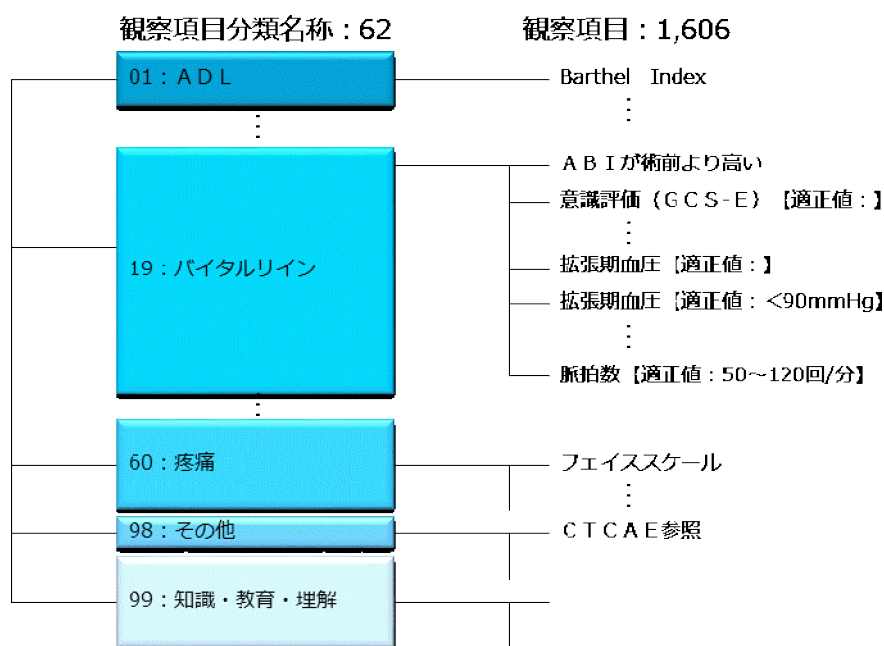 観察項目分類名称：62
観察項目：1,606
01：ＡＤＬ
Barthel Index
19：バイタルリイン
ＡＢＩが術前より高い
意識評価（ＧＣＳ-Ｅ）【適正値：】
拡張期血圧【適正値：】
拡張期血圧【適正値：＜90mmHg】
脈拍数【適正値：50～120回/分】
60：疼痛
フェイススケール
98：その他
ＣＴＣＡＥ参照
99：知識・教育・埋解